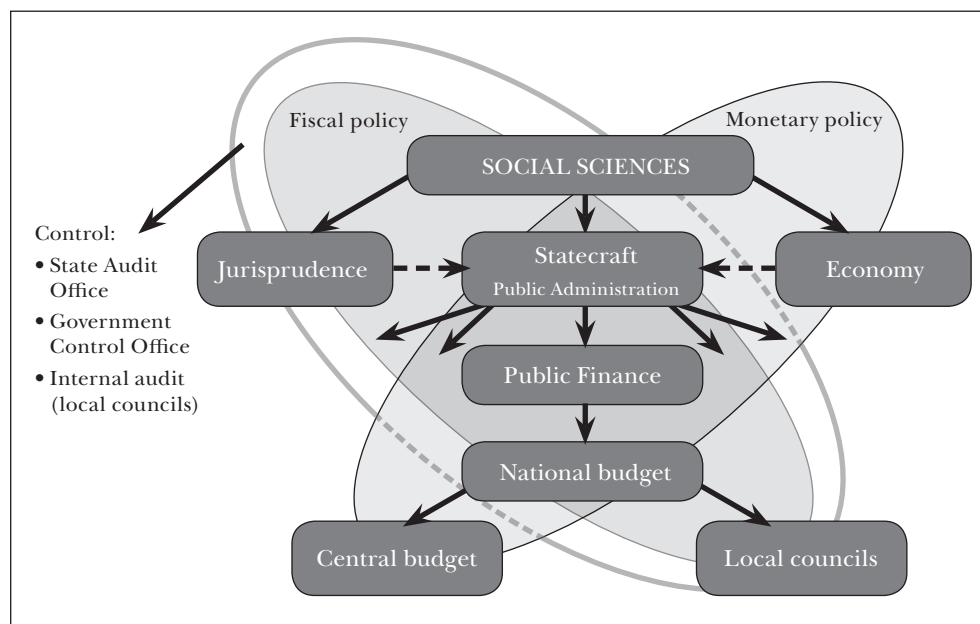 Fiscal policy
Monetary policy
SOCIAL SCIENCES
Control:
• State Audit
Office
• Government
Control Office
• Internal audit
(local councils)
Jurisprudence
Statecraft
Public Administration
Economy
Public Finance
National budget
Central budget
Local councils